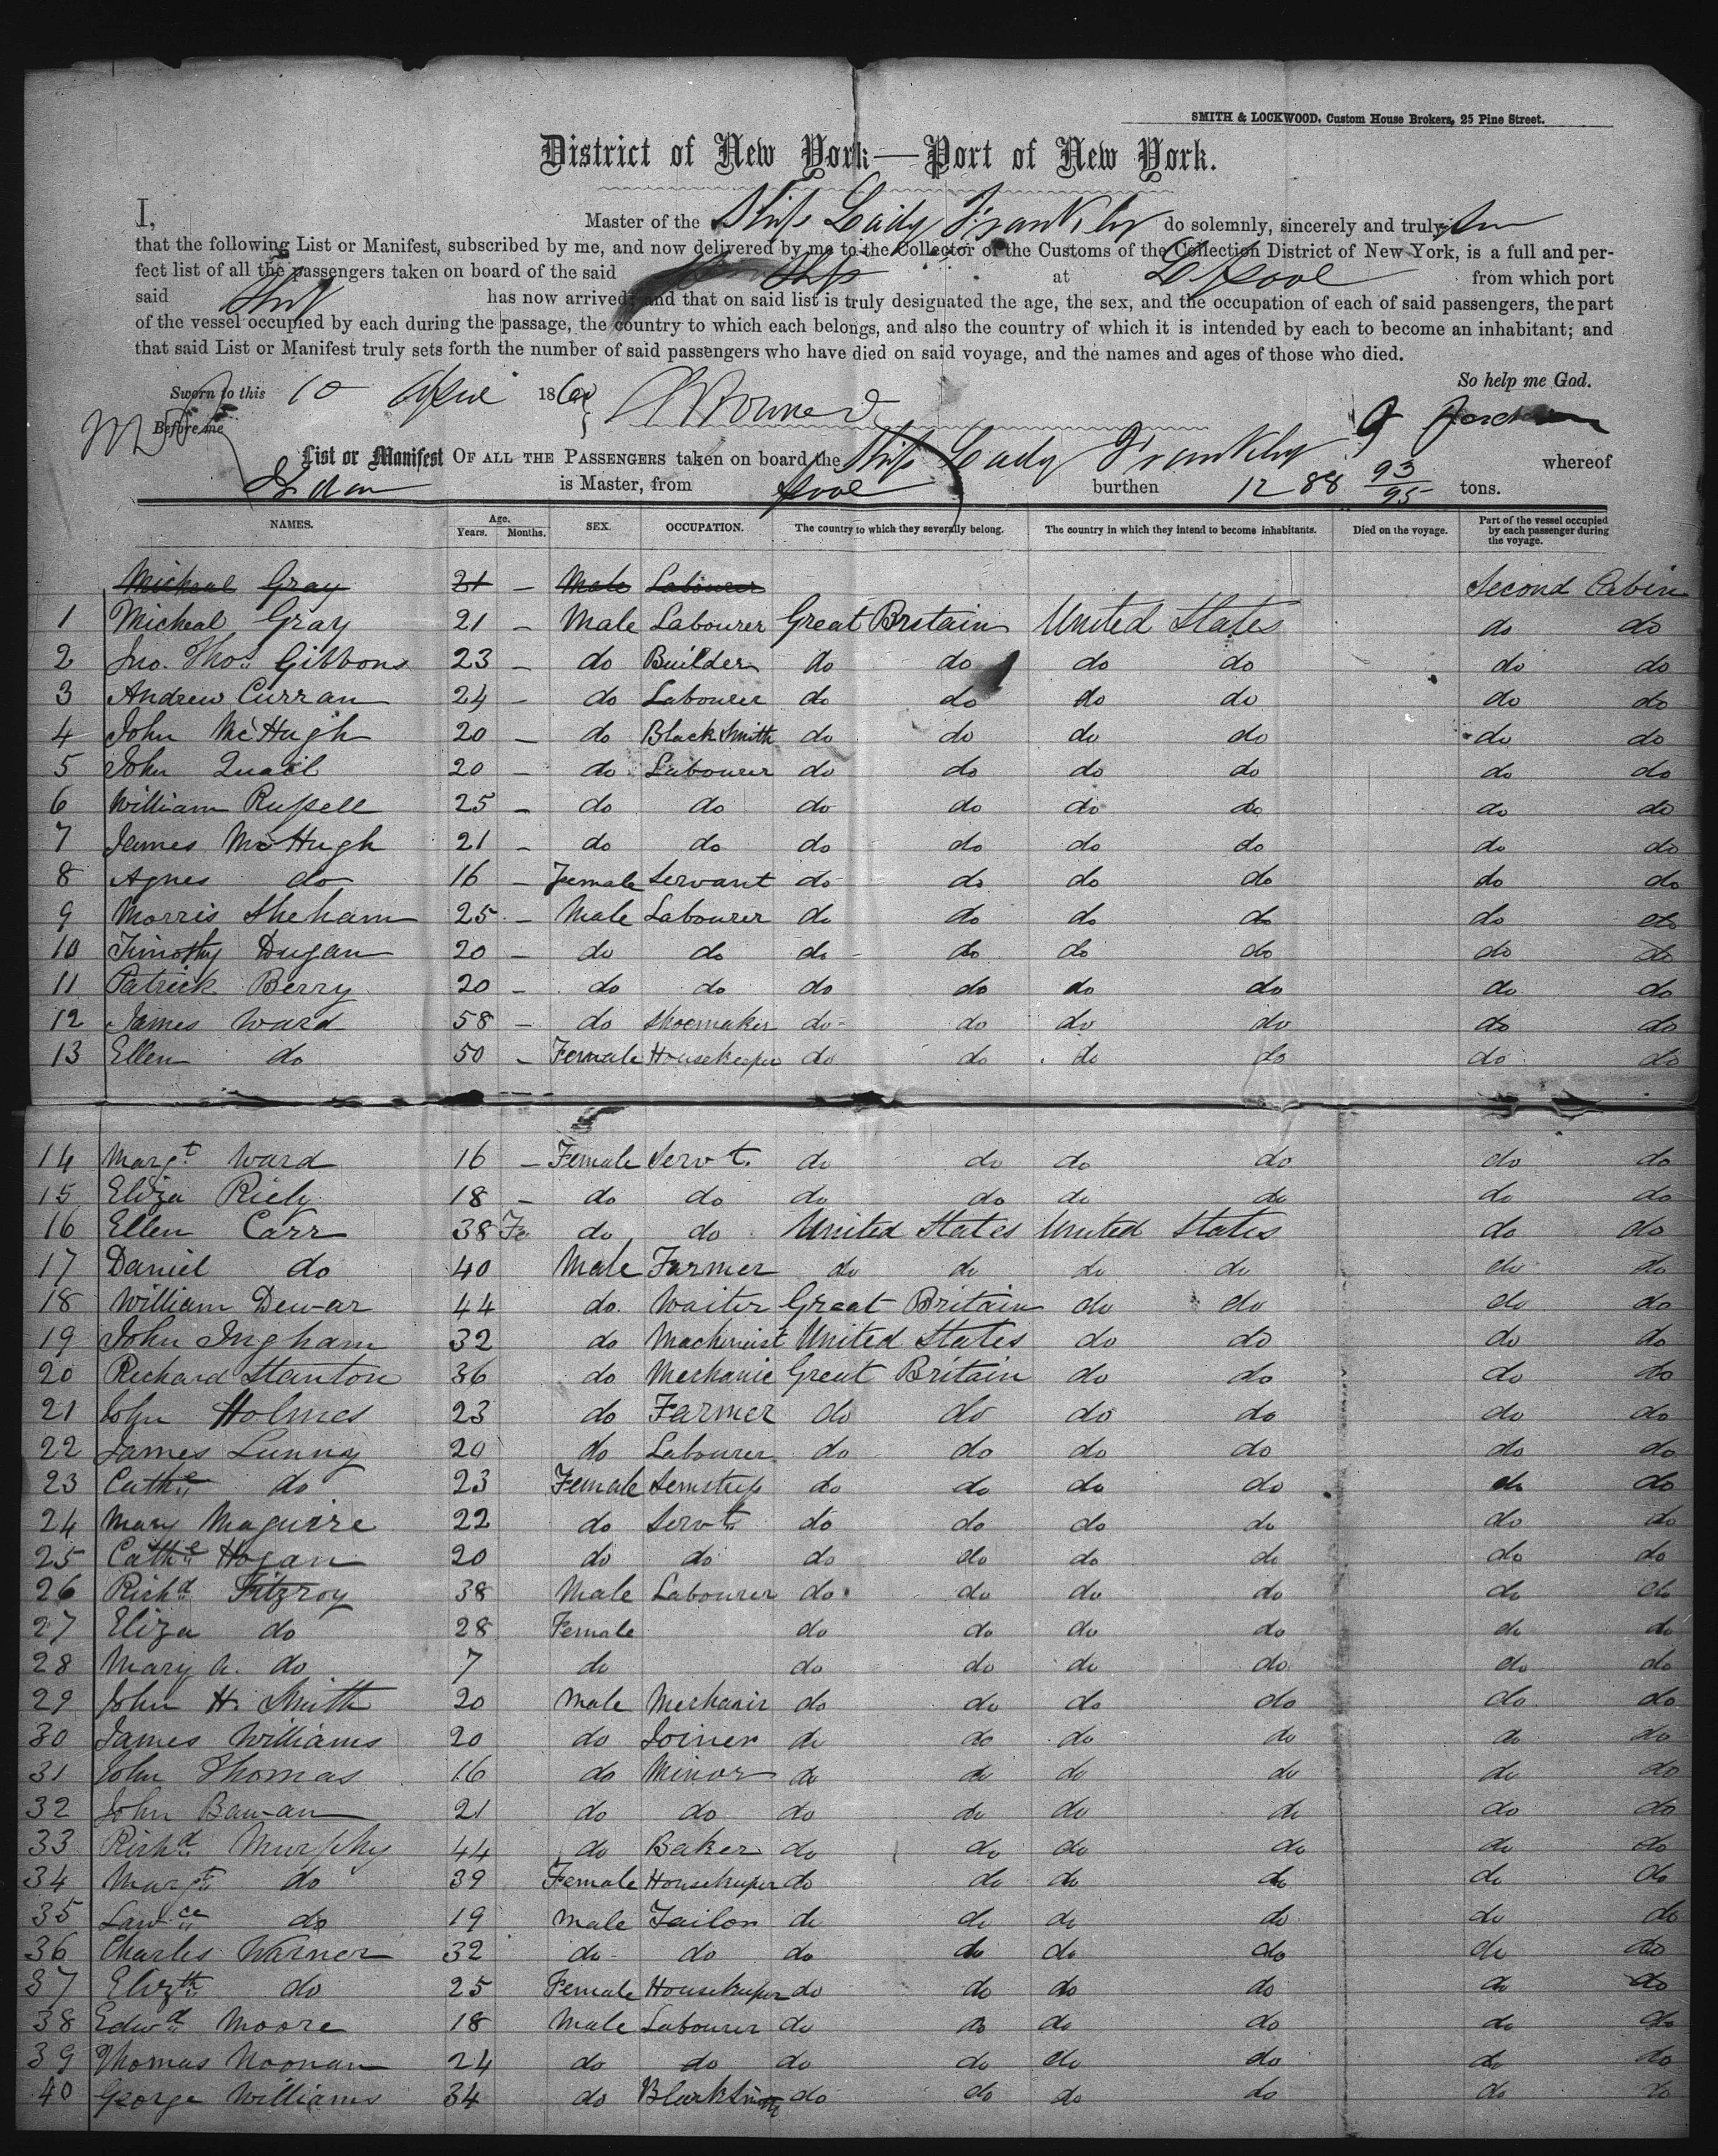 SMITH & LOCKWOOD, Custom House Brokers, 25 Pine Street.
District of New York—Port of New York.
I, Master of the Ship Lady Franklin do solemnly, sincerely and truly
that the following List or Manifest, subscribed by me, and now delivered by me to the Collector of the Customs of the Collection District of New York, is a full and per-
fect list of all the passengers taken on board of the said Ship at L'pool from which port
said Ship has now arrived; and that on said list is truly designated the age, the sex, and the occupation of each of said passengers, the part
of the vessel occupied by each during the passage, the country to which each belongs, and also the country of which it is intended by each to become an inhabitant; and
that said List or Manifest truly sets forth the number of said passengers who have died on said voyage, and the names and ages of those who died.
So help me God.
Sworn to this 10 April 186
Before me
List or Manifest OF ALL THE PASSENGERS taken on board the Ship Lady Franklin whereof
is Master, from pool burthen 1288 93/95 tons.
NAMES. Age. Years. Months. SEX. OCCUPATION. The country to which they severally belong. The country in which they intend to become inhabitants. Died on the voyage. Part of the vessel occupied by each passenger during the voyage.
Micheal Gray 21 – Male Labourer Second Cabin
1 Micheal Gray 21 – Male Labourer Great Britain United States do do
2 Jno. Thos. Gibbons 23 – do Builder do do do do do do
3 Andrew Curran 24 – do Labourer do do do do do do
4 John McHugh 20 – do Black Smith do do do do do do
5 John Quail 20 – do Labourer do do do do do do
6 William Russell 25 – do do do do do do do do
7 James McHugh 21 – do do do do do do do do
8 Agnes do 16 – Female Servant do do do do do do
9 Morris Sheham 25 – Male Labourer do do do do do do
10 Timothy Dugan 20 – do do do do do do do do
11 Patrick Berry 20 – do do do do do do do do
12 James Ward 58 – do Shoemaker do do do do do do
13 Ellen do 50 – Female Housekeeper do do do do do do
14 Margt Ward 16 – Female Servt. do do do do do do
15 Eliza Riely 18 – do do do do do do do do
16 Ellen Carr 38 Fe do do United States United States do do
17 Daniel do 40 Male Farmer do do do do do do
18 William Dewar 44 do. Waiter Great Britain do do do do
19 John Ingham 32 do Machineist United States do do do do
20 Richard Stanton 36 do Mechanic Great Britain do do do do
21 John Holmes 23 do Farmer do do do do do do
22 James Lunny 20 do Labourer do do do do do do
23 Cathe do 23 Female Semstress do do do do do do
24 Mary Maguire 22 do Servt do do do do do do
25 Cathe Hogan 20 do do do do do do do do
26 Richd Fitzroy 38 Male Labourer do do do do do do
27 Eliza do 28 Female do do do do do do
28 Mary A. do 7 do do do do do do do
29 John H. Smith 20 Male Mechanic do do do do do do
30 James Williams 20 do Joiner do do do do do do
31 John Thomas 16 do Minor do do do do do do
32 John Bawan 21 do do do do do do do do
33 Richd Murphy 44 do Baker do do do do do do
34 Margt do 39 Female Housekeeper do do do do do do
35 Lawce do 19 Male Tailor do do do do do do
36 Charles Warner 32 do do do do do do do do
37 Elizth do 25 Female Housekeeper do do do do do do
38 Edwd Moore 18 Male Labourer do do do do do do
39 Thomas Noonan 24 do do do do do do do do
40 George Williams 34 do BlackSmith do do do do do do